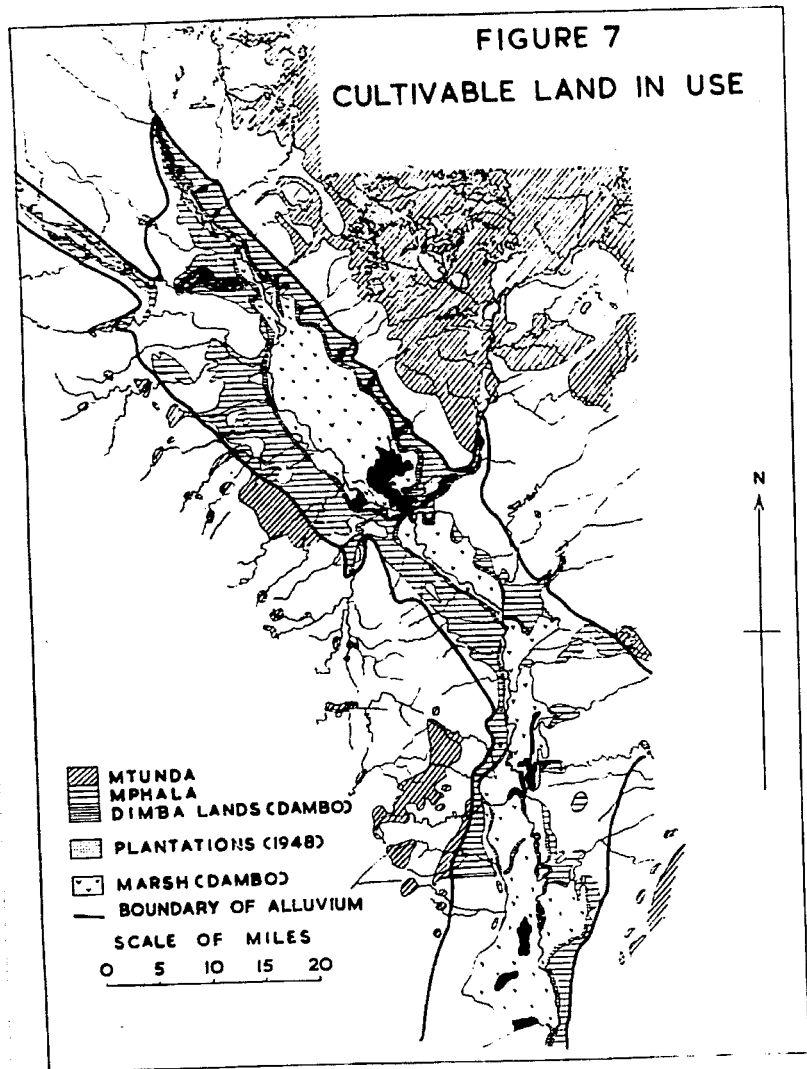 FIGURE 7
CULTIVABLE LAND IN USE
N
MTUNDA
MPHALA
DIMBA LANDS (DAMBO)
PLANTATIONS (1948)
MARSH (DAMBO)
BOUNDARY OF ALLUVIUM
SCALE OF MILES
0 5 10 15 20